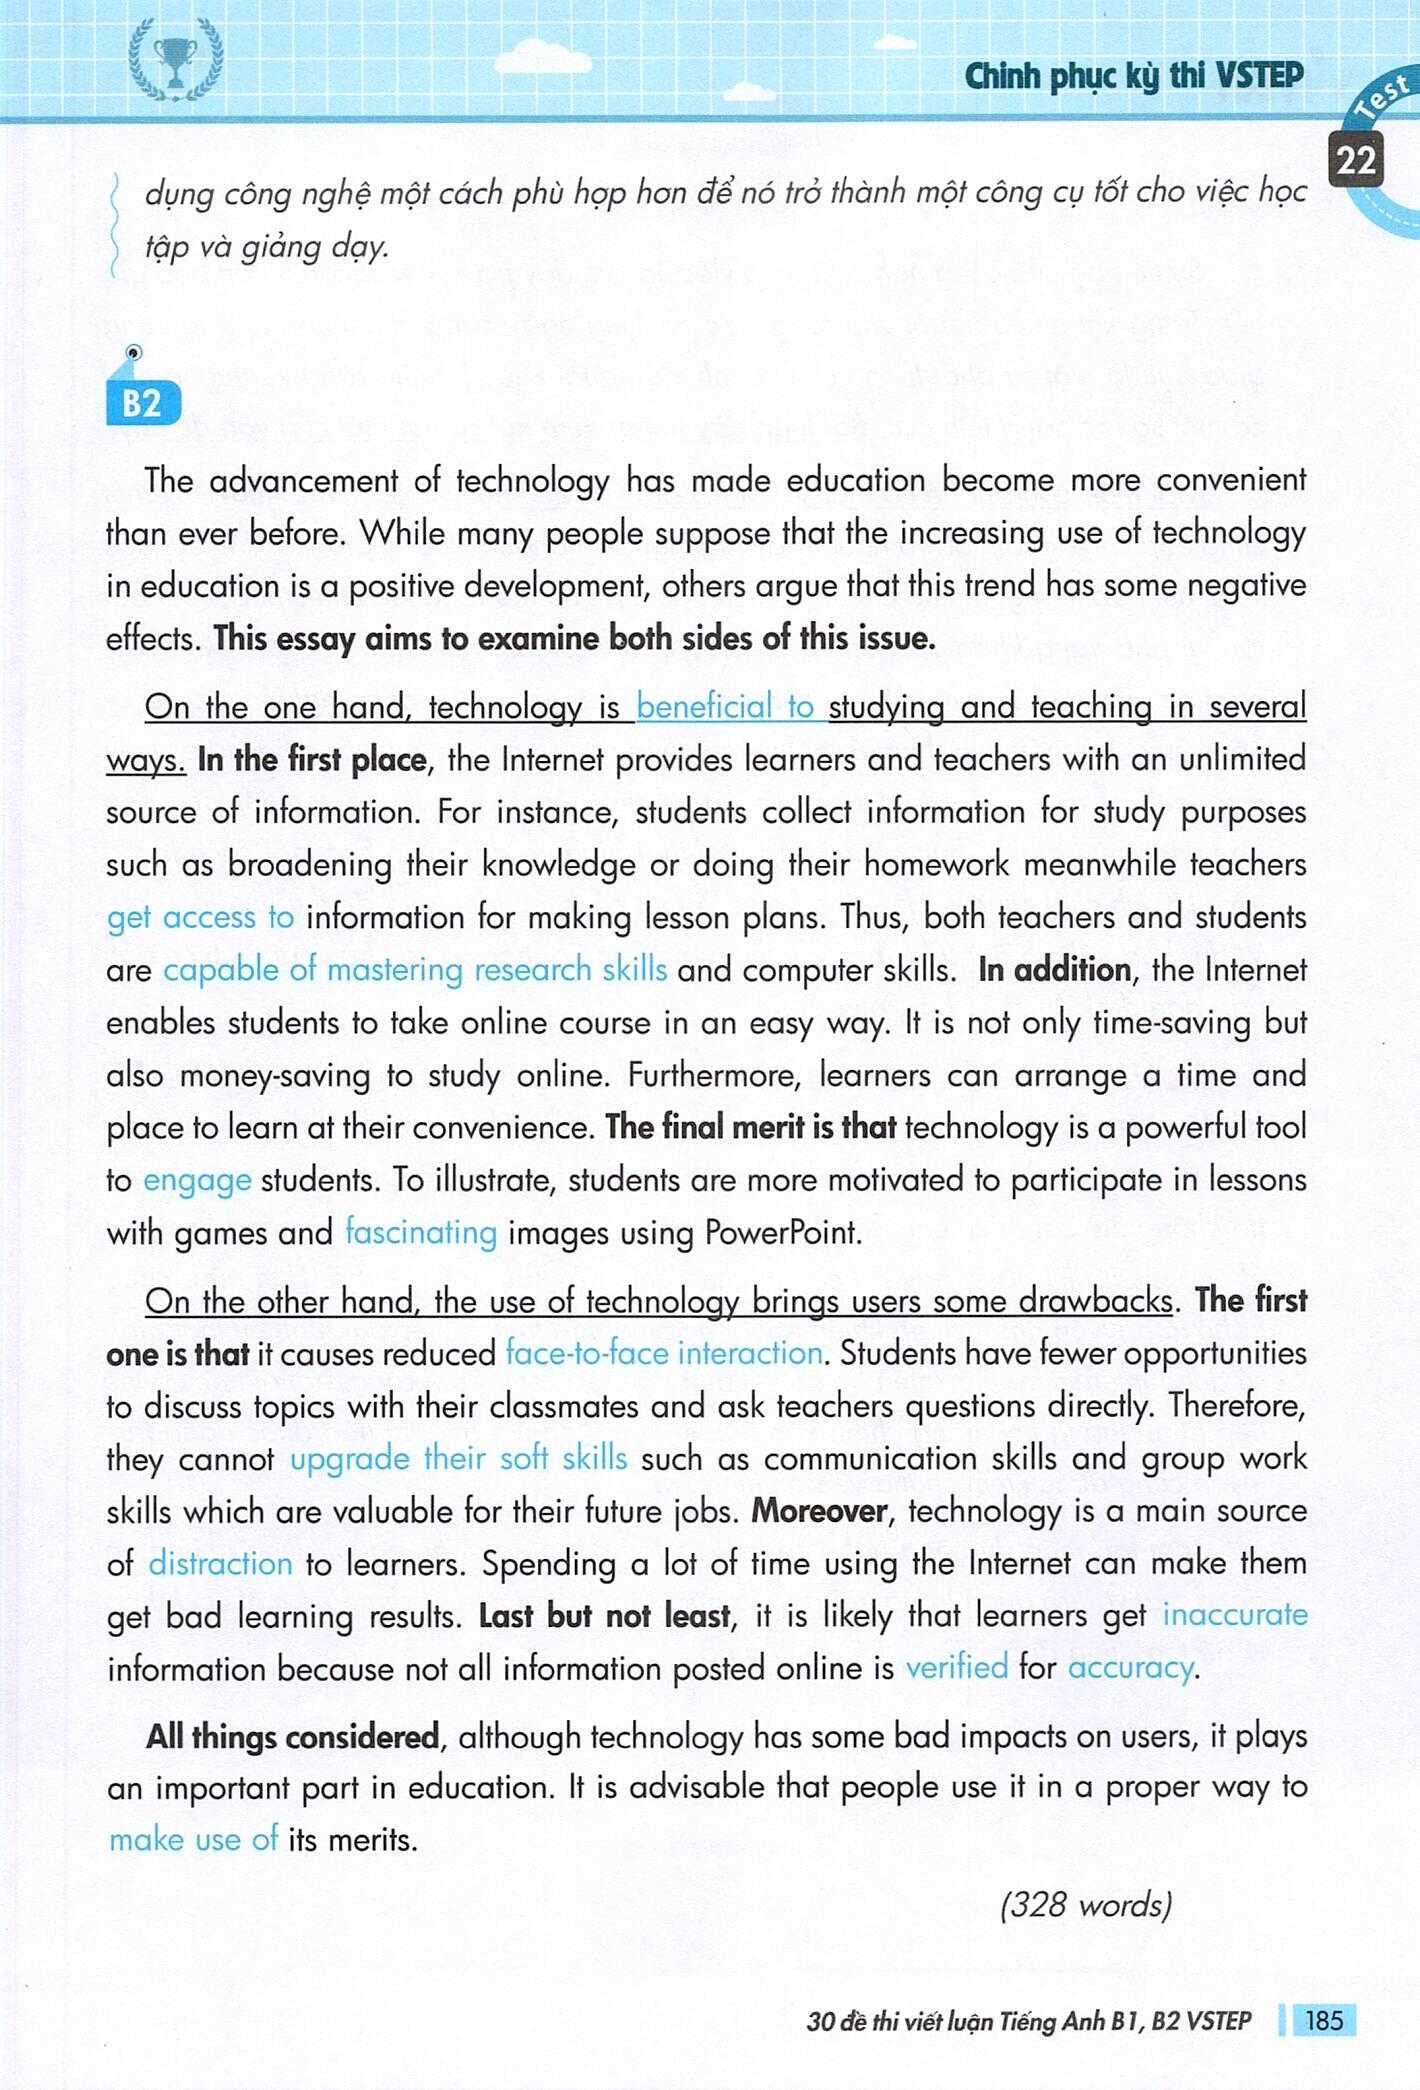 Chinh phục kỳ thi VSTEP
Test
22
dụng công nghệ một cách phù hợp hơn để nó trở thành một công cụ tốt cho việc học
tập và giảng dạy.
B2
The advancement of technology has made education become more convenient
than ever before. While many people suppose that the increasing use of technology
in education is a positive development, others argue that this trend has some negative
effects. This essay aims to examine both sides of this issue.
On the one hand, technology is beneficial to studying and teaching in several
ways. In the first place, the Internet provides learners and teachers with an unlimited
source of information. For instance, students collect information for study purposes
such as broadening their knowledge or doing their homework meanwhile teachers
get access to information for making lesson plans. Thus, both teachers and students
are capable of mastering research skills and computer skills. In addition, the Internet
enables students to take online course in an easy way. It is not only time-saving but
also money-saving to study online. Furthermore, learners can arrange a time and
place to learn at their convenience. The final merit is that technology is a powerful tool
to engage students. To illustrate, students are more motivated to participate in lessons
with games and fascinating images using PowerPoint.
On the other hand, the use of technology brings users some drawbacks. The first
one is that it causes reduced face-to-face interaction. Students have fewer opportunities
to discuss topics with their classmates and ask teachers questions directly. Therefore,
they cannot upgrade their soft skills such as communication skills and group work
skills which are valuable for their future jobs. Moreover, technology is a main source
of distraction to learners. Spending a lot of time using the Internet can make them
get bad learning results. Last but not least, it is likely that learners get inaccurate
information because not all information posted online is verified for accuracy.
All things considered, although technology has some bad impacts on users, it plays
an important part in education. It is advisable that people use it in a proper way to
make use of its merits.
(328 words)
30 đề thi viết luận Tiếng Anh B1, B2 VSTEP
185